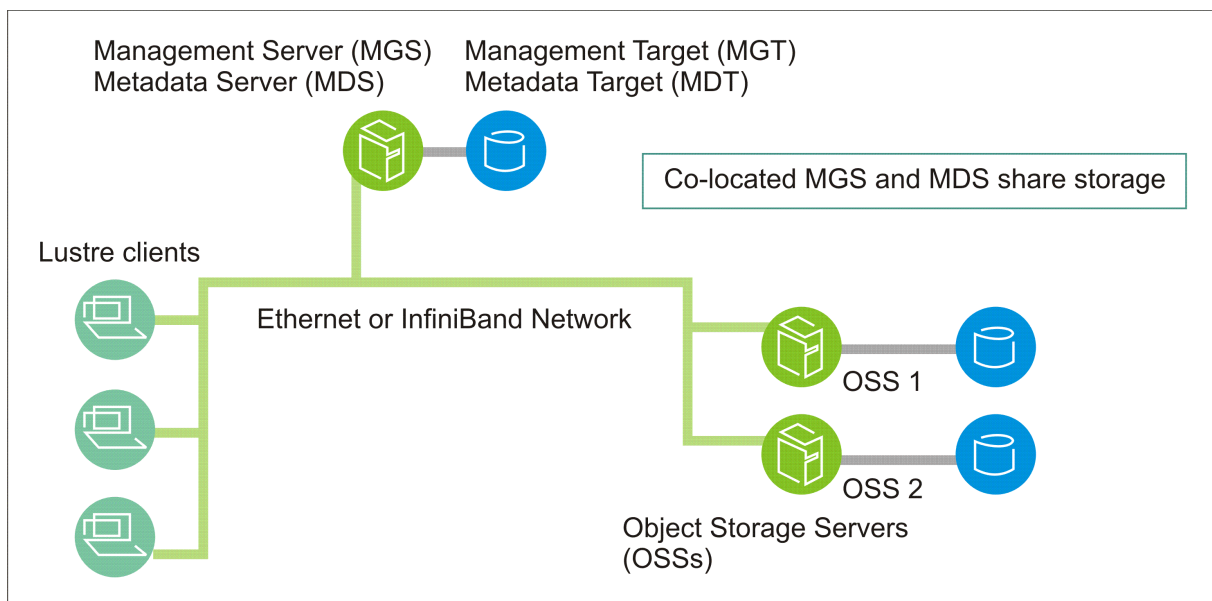 Management Server (MGS)
Metadata Server (MDS)
Management Target (MGT)
Metadata Target (MDT)
Co-located MGS and MDS share storage
Lustre clients
Ethernet or InfiniBand Network
OSS 1
OSS 2
Object Storage Servers
(OSSs)